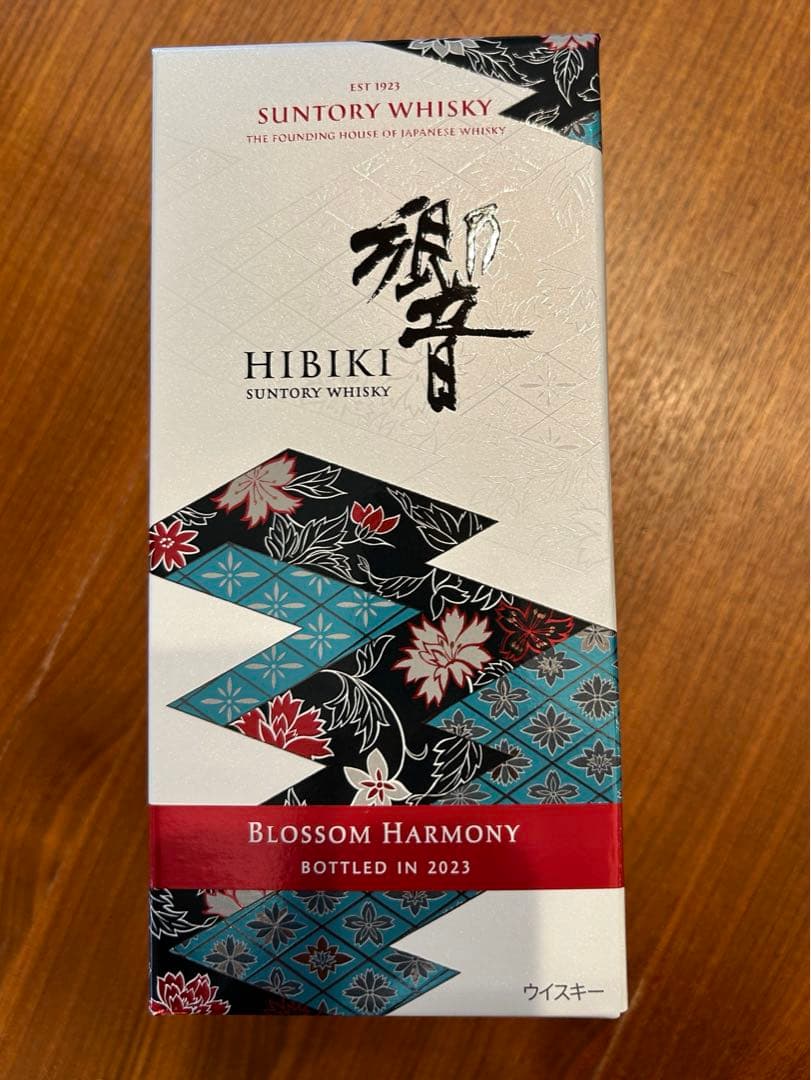 EST 1923
SUNTORY WHISKY
THE FOUNDING HOUSE OF JAPANESE WHISKY
響
HIBIKI
SUNTORY WHISKY
BLOSSOM HARMONY
BOTTLED IN 2023
ウイスキー